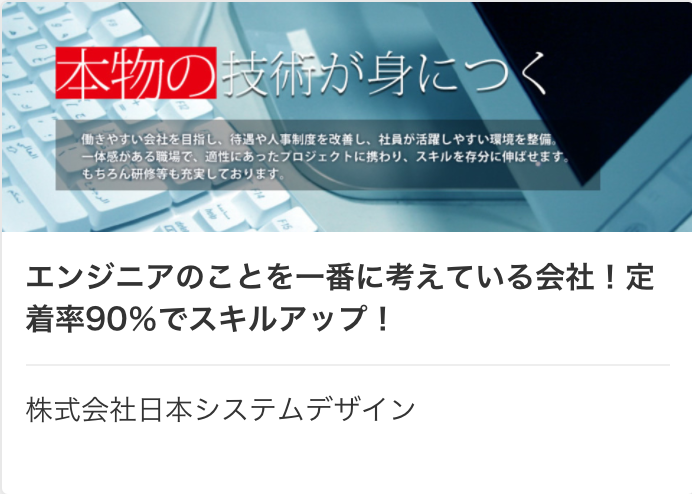 本物の技術が身につく
働きやすい会社を目指し、待遇や人事制度を改善し、社員が活躍しやすい環境を整備。
一体感がある職場で、適性にあったプロジェクトに携わり、スキルを存分に伸ばせます。
もちろん研修等も充実しております。
エンジニアのことを一番に考えている会社！定
着率90%でスキルアップ！
株式会社日本システムデザイン